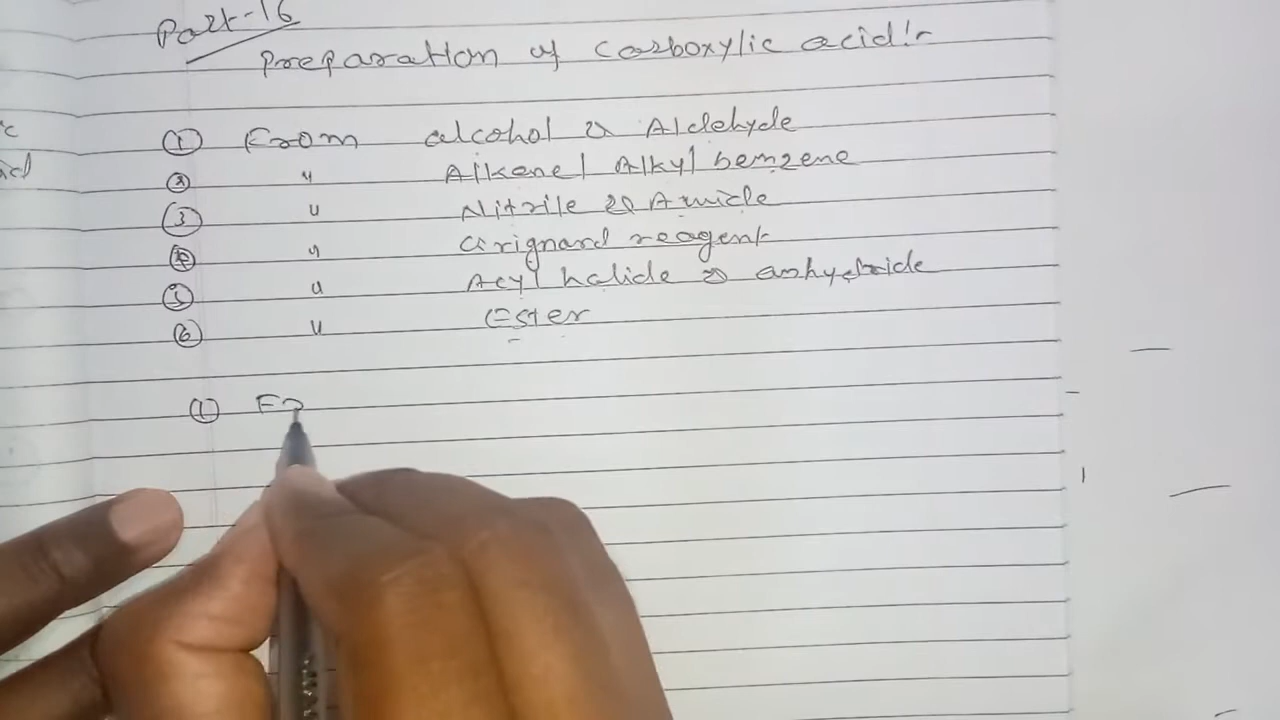 Part-16
Preparation of carboxylic acid:-
① From alcohol & Aldehyde
② " Alkene / Alkyl benzene
③ " Nitrile & Amide
④ " Grignard reagent
⑤ " Acyl halide & anhydride
⑥ " Ester
① Fr